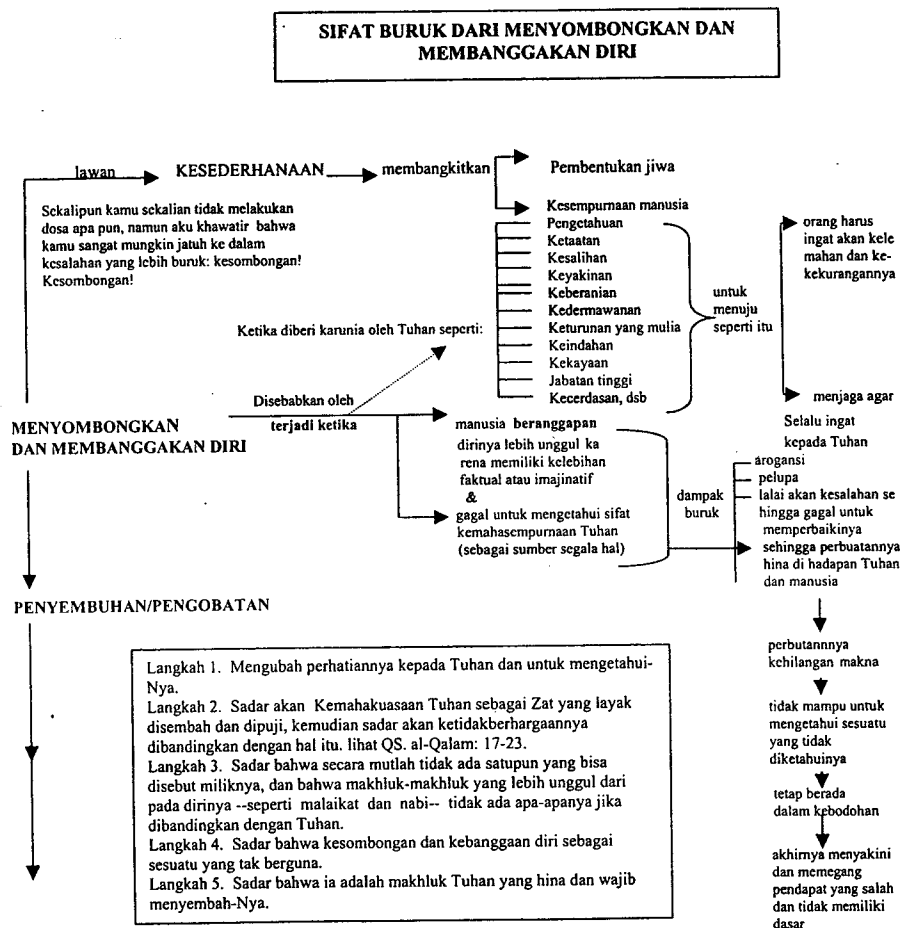 SIFAT BURUK DARI MENYOMBONGKAN DAN
MEMBANGGAKAN DIRI
lawan
KESEDERHANAAN
membangkitkan
Pembentukan jiwa
Kesempurnaan manusia
Sekalipun kamu sekalian tidak melakukan
dosa apa pun, namun aku khawatir bahwa
kamu sangat mungkin jatuh ke dalam
kesalahan yang lebih buruk: kesombongan!
Kesombongan!
Pengetahuan
Ketaatan
Kesalihan
Keyakinan
Keberanian
Kedermawanan
Keturunan yang mulia
Keindahan
Kekayaan
Jabatan tinggi
Kecerdasan, dsb
untuk
menuju
seperti itu
orang harus
ingat akan kele
mahan dan ke-
kekurangannya
menjaga agar
Selalu ingat
kepada Tuhan
Ketika diberi karunia oleh Tuhan seperti:
Disebabkan oleh
terjadi ketika
MENYOMBONGKAN
DAN MEMBANGGAKAN DIRI
manusia beranggapan
dirinya lebih unggul ka
rena memiliki kelebihan
faktual atau imajinatif
&
gagal untuk mengetahui sifat
kemahasempurnaan Tuhan
(sebagai sumber segala hal)
dampak
buruk
arogansi
pelupa
lalai akan kesalahan se
hingga gagal untuk
memperbaikinya
sehingga perbuatannya
hina di hadapan Tuhan
dan manusia
perbutannnya
kehilangan makna
tidak mampu untuk
mengetahui sesuatu
yang tidak
diketahuinya
tetap berada
dalam kebodohan
akhirnya menyakini
dan memegang
pendapat yang salah
dan tidak memiliki
dasar
PENYEMBUHAN/PENGOBATAN
Langkah 1. Mengubah perhatiannya kepada Tuhan dan untuk mengetahui-
Nya.
Langkah 2. Sadar akan Kemahakuasaan Tuhan sebagai Zat yang layak
disembah dan dipuji, kemudian sadar akan ketidakberhargaannya
dibandingkan dengan hal itu. lihat QS. al-Qalam: 17-23.
Langkah 3. Sadar bahwa secara mutlah tidak ada satupun yang bisa
disebut miliknya, dan bahwa makhluk-makhluk yang lebih unggul dari
pada dirinya --seperti malaikat dan nabi-- tidak ada apa-apanya jika
dibandingkan dengan Tuhan.
Langkah 4. Sadar bahwa kesombongan dan kebanggaan diri sebagai
sesuatu yang tak berguna.
Langkah 5. Sadar bahwa ia adalah makhluk Tuhan yang hina dan wajib
menyembah-Nya.